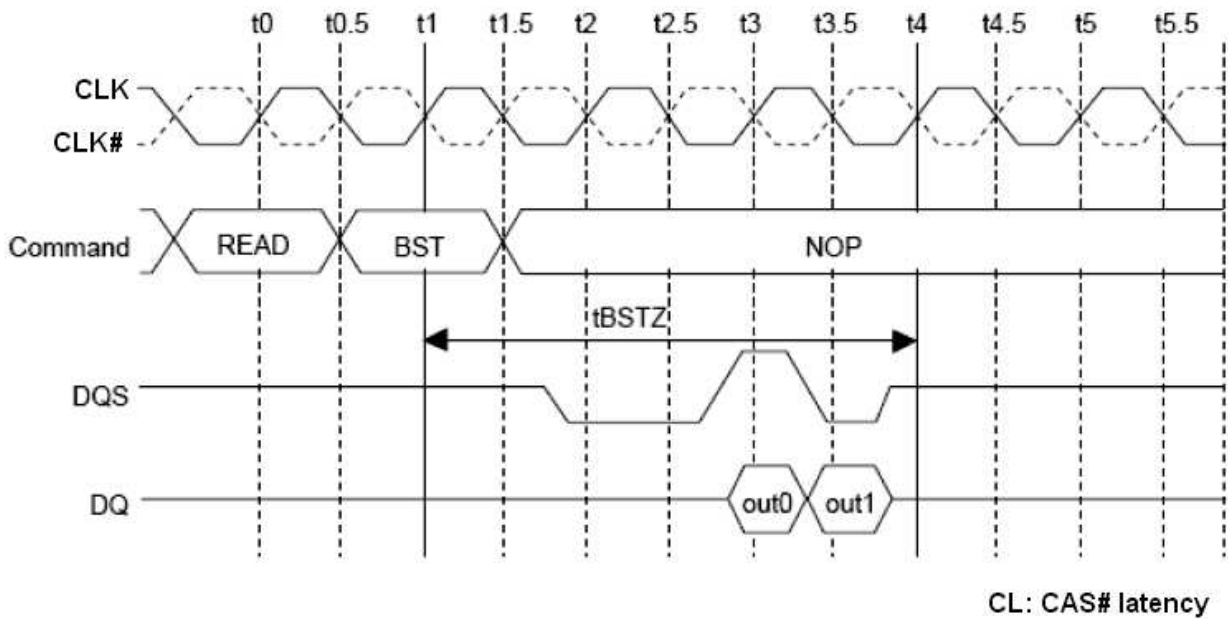 t0 t0.5 t1 t1.5 t2 t2.5 t3 t3.5 t4 t4.5 t5 t5.5
CLK
CLK#
Command READ BST NOP
tBSTZ
DQS
DQ out0 out1
CL: CAS# latency